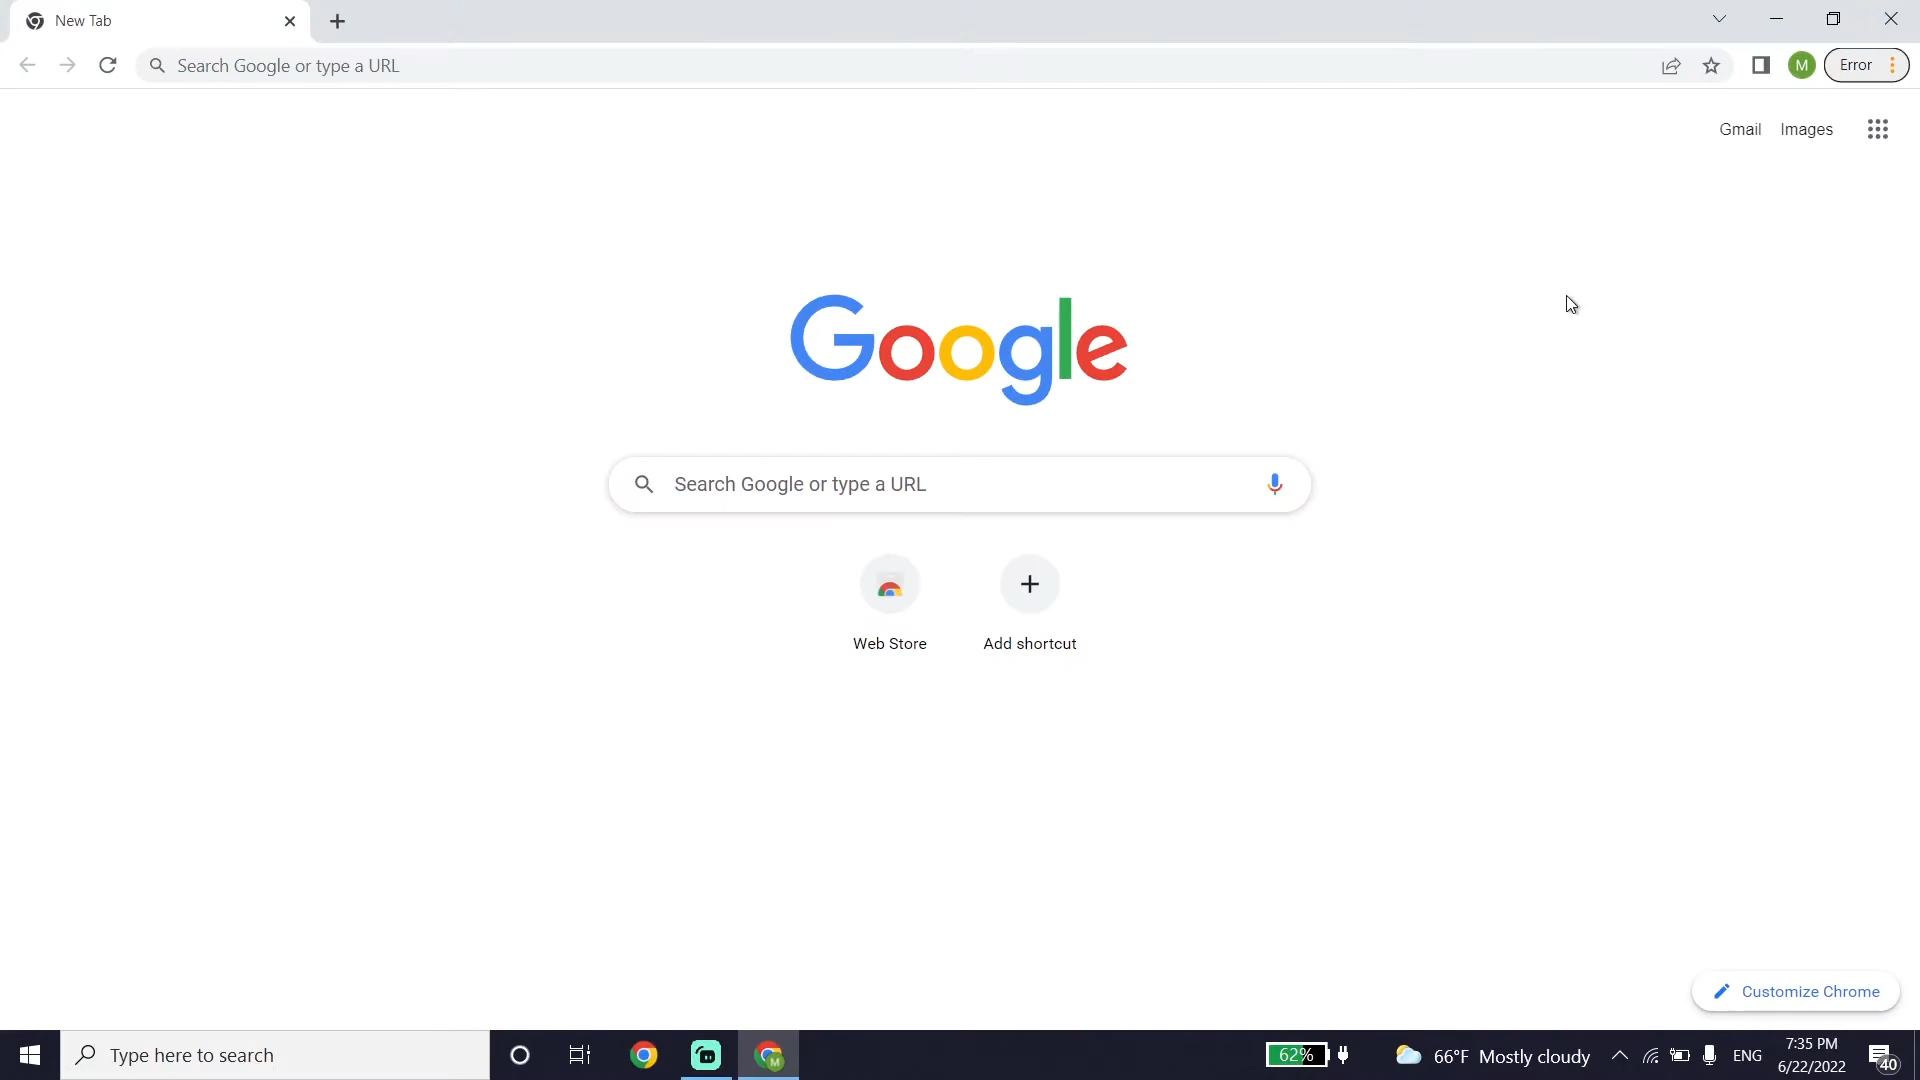 New Tab
Search Google or type a URL
M
Error
Gmail Images
Google
Search Google or type a URL
Web Store
Add shortcut
Customize Chrome
Type here to search
M
62%
66°F Mostly cloudy
ENG
7:35 PM
6/22/2022
40